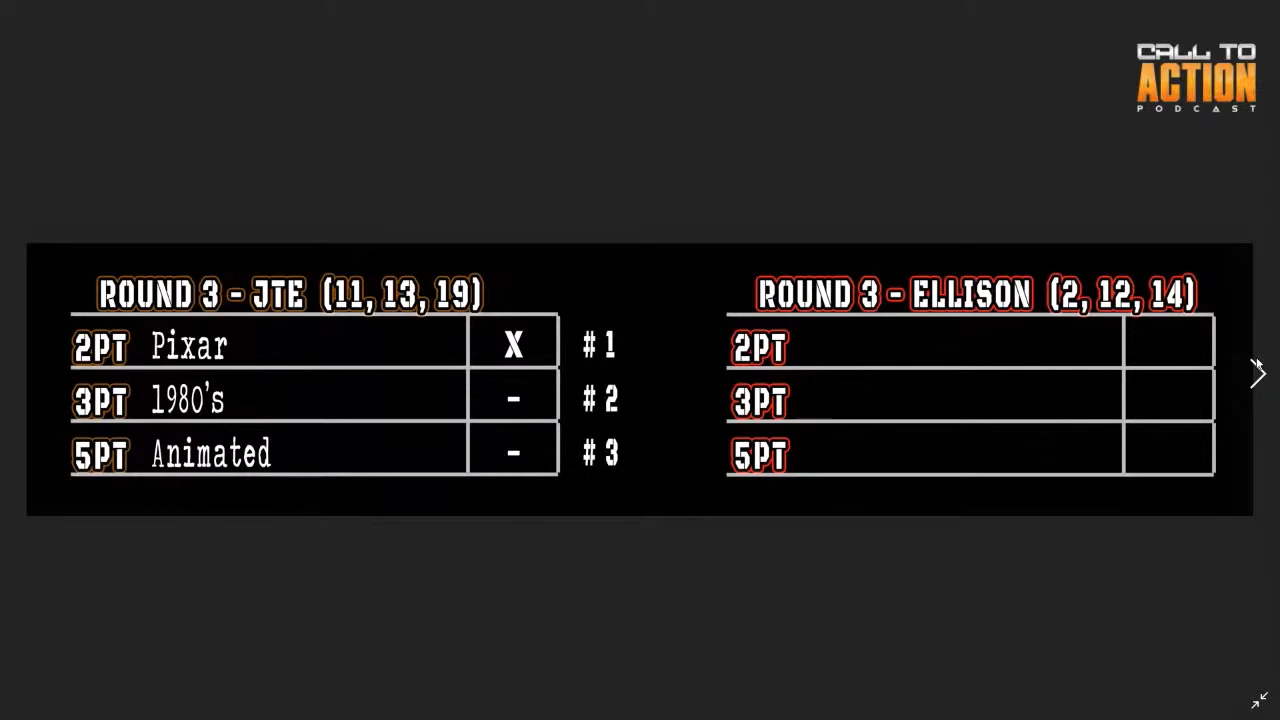 CALL TO
ACTION
PODCAST
ROUND 3 - JTE (11, 13, 19)
2PT Pixar X # 1
3PT 1980's - # 2
5PT Animated - # 3
ROUND 3 - ELLISON (2, 12, 14)
2PT
3PT
5PT